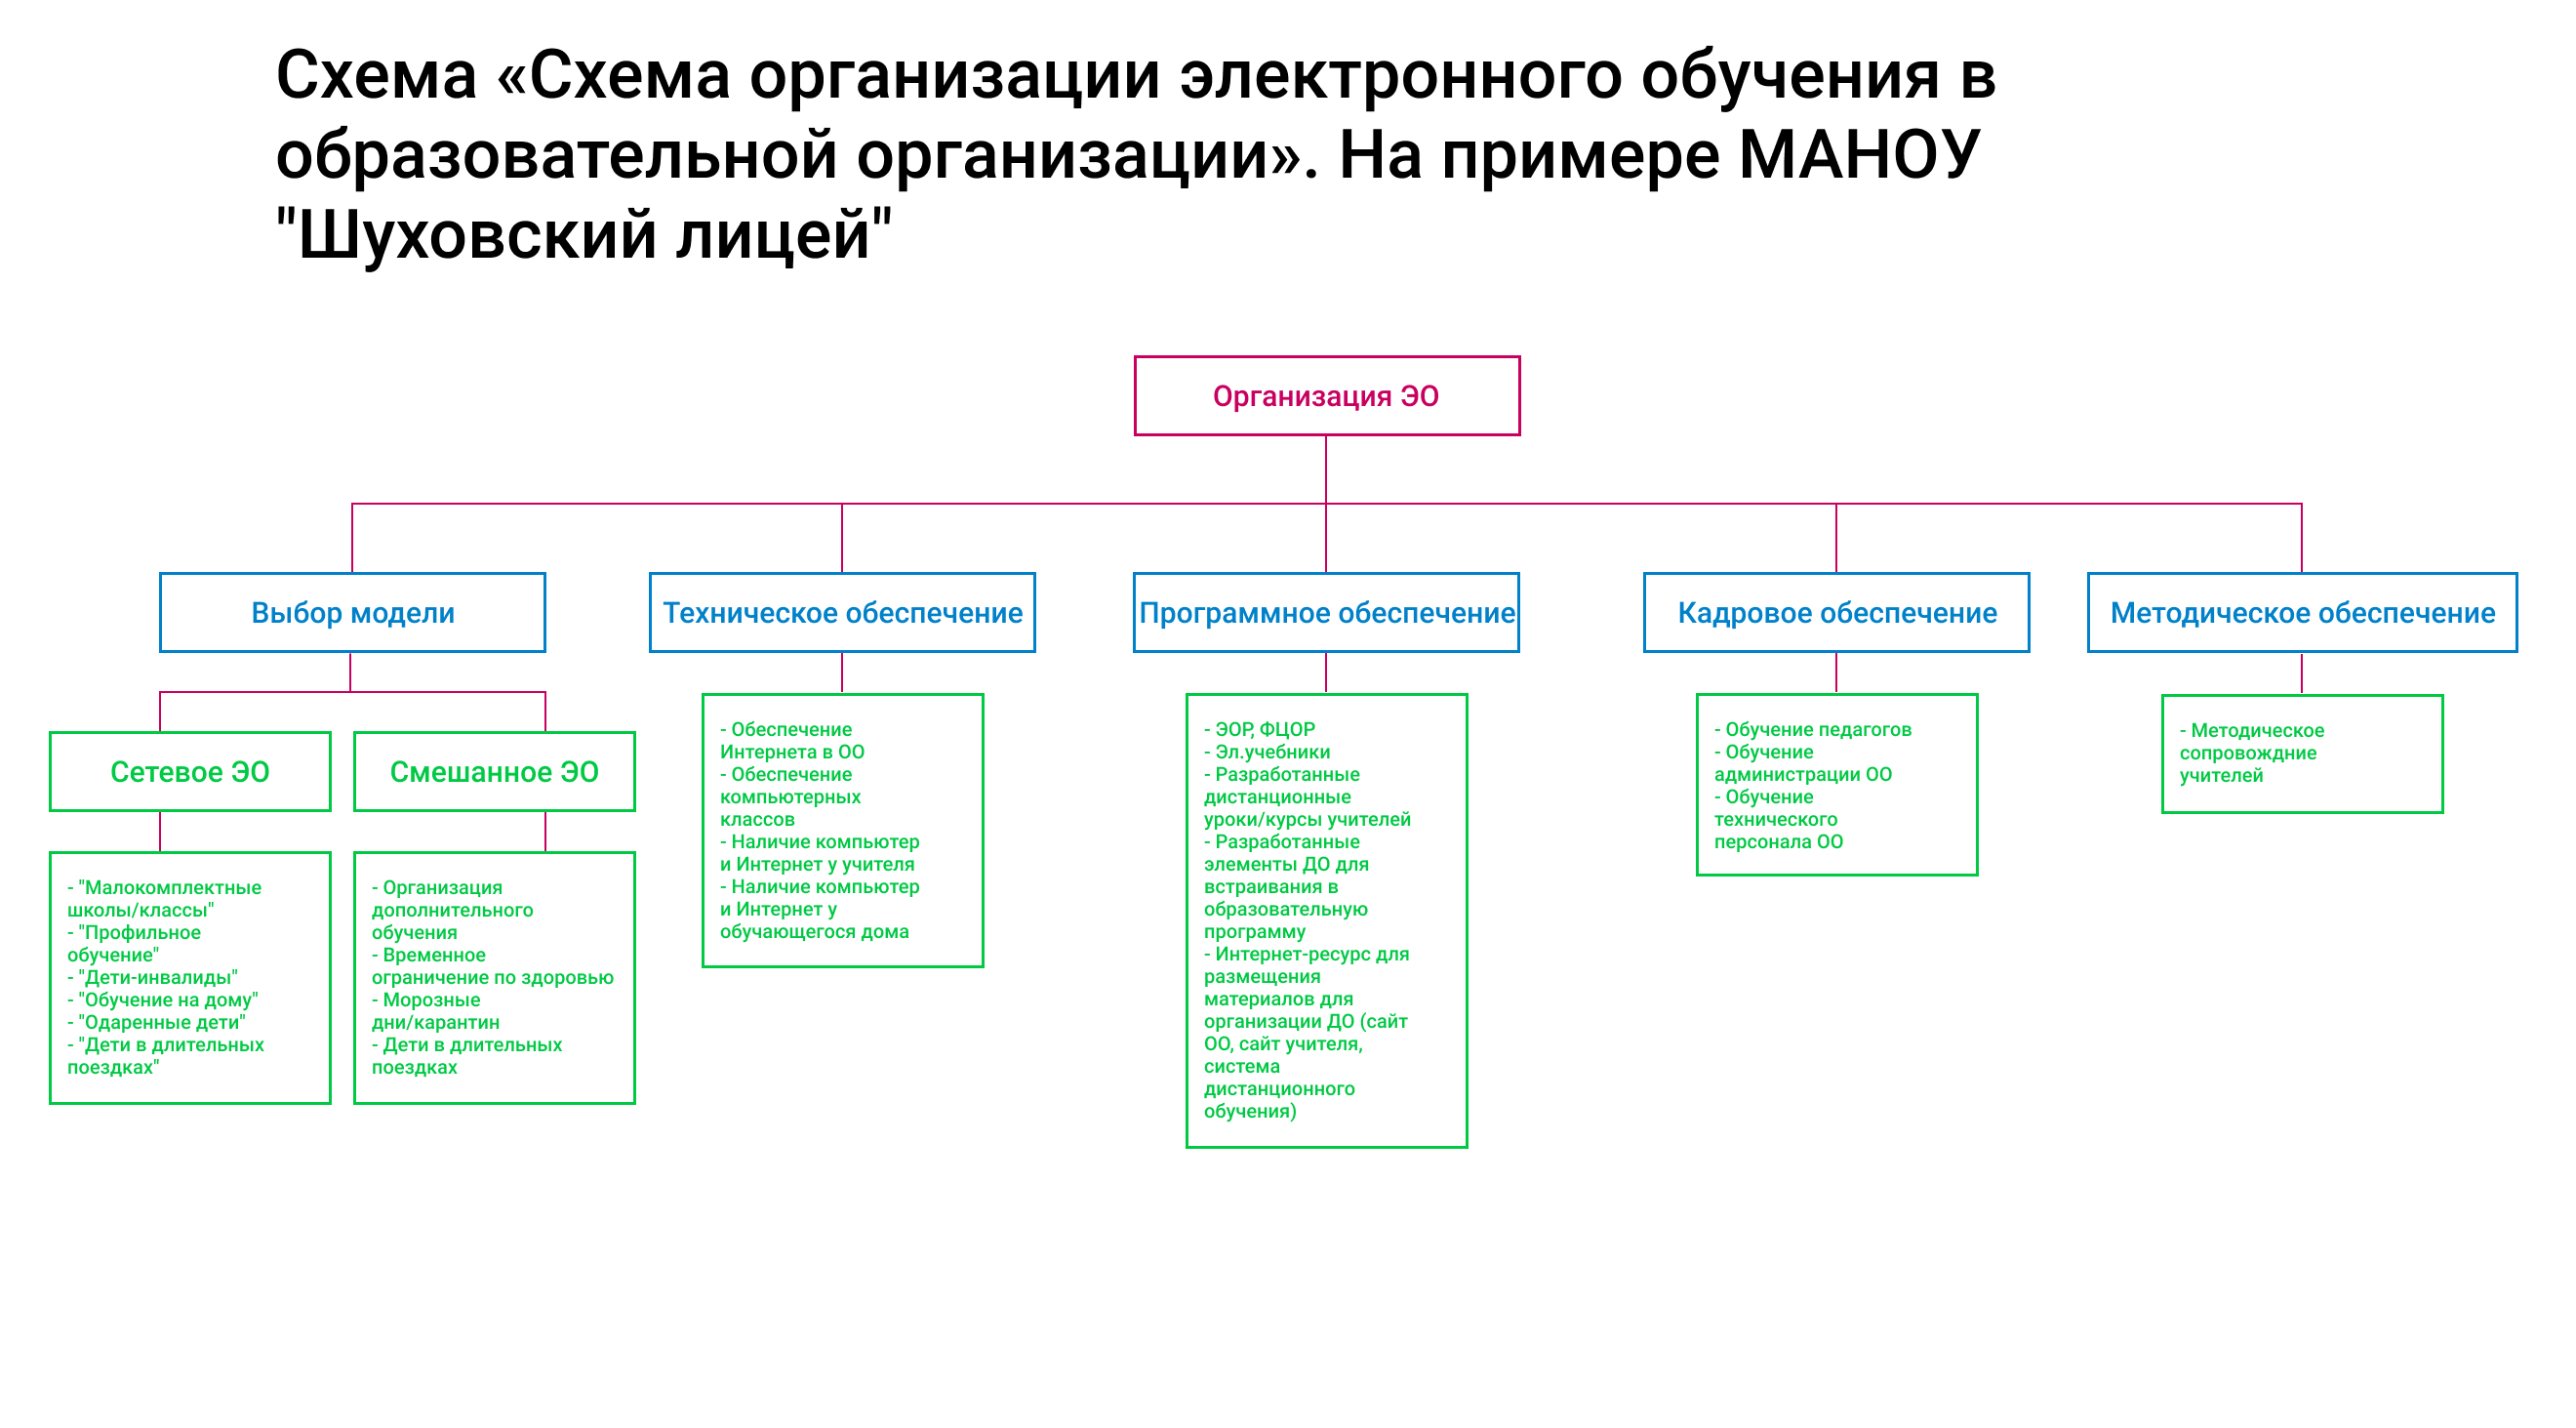 Схема «Схема организации электронного обучения в
образовательной организации». На примере МАНОУ
"Шуховский лицей"
Организация ЭО
Выбор модели
Техническое обеспечение
Программное обеспечение
Кадровое обеспечение
Методическое обеспечение
Сетевое ЭО
Смешанное ЭО
- "Малокомплектные
школы/классы"
- "Профильное
обучение"
- "Дети-инвалиды"
- "Обучение на дому"
- "Одаренные дети"
- "Дети в длительных
поездках"
- Организация
дополнительного
обучения
- Временное
ограничение по здоровью
- Морозные
дни/карантин
- Дети в длительных
поездках
- Обеспечение
Интернета в ОО
- Обеспечение
компьютерных
классов
- Наличие компьютер
и Интернет у учителя
- Наличие компьютер
и Интернет у
обучающегося дома
- ЭОР, ФЦОР
- Эл.учебники
- Разработанные
дистанционные
уроки/курсы учителей
- Разработанные
элементы ДО для
встраивания в
образовательную
программу
- Интернет-ресурс для
размещения
материалов для
организации ДО (сайт
ОО, сайт учителя,
система
дистанционного
обучения)
- Обучение педагогов
- Обучение
администрации ОО
- Обучение
технического
персонала ОО
- Методическое
сопровождние
учителей